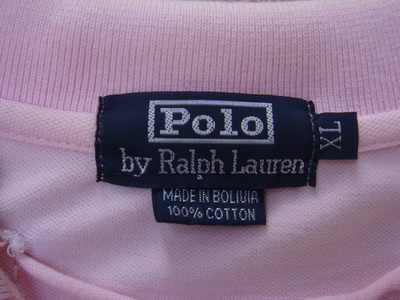 Polo
by Ralph Lauren
XL
MADE IN BOLIVIA
100% COTTON